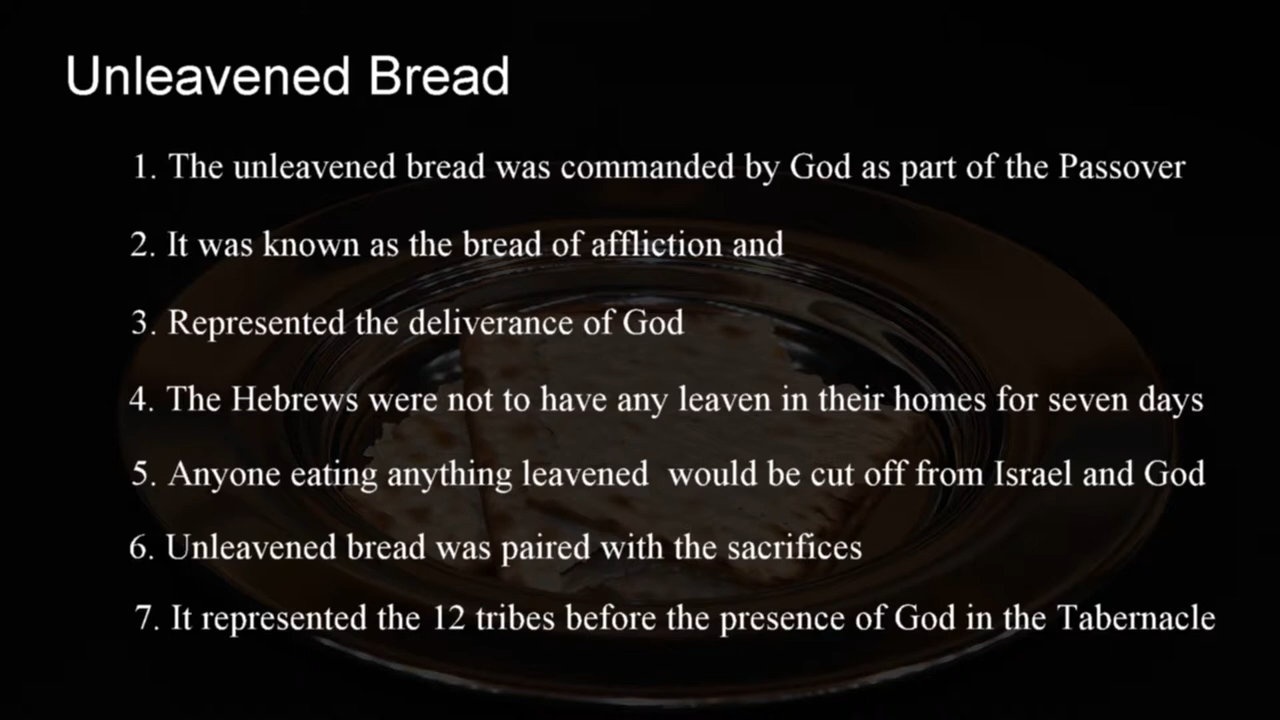 Unleavened Bread
1. The unleavened bread was commanded by God as part of the Passover
2. It was known as the bread of affliction and
3. Represented the deliverance of God
4. The Hebrews were not to have any leaven in their homes for seven days
5. Anyone eating anything leavened  would be cut off from Israel and God
6. Unleavened bread was paired with the sacrifices
7. It represented the 12 tribes before the presence of God in the Tabernacle